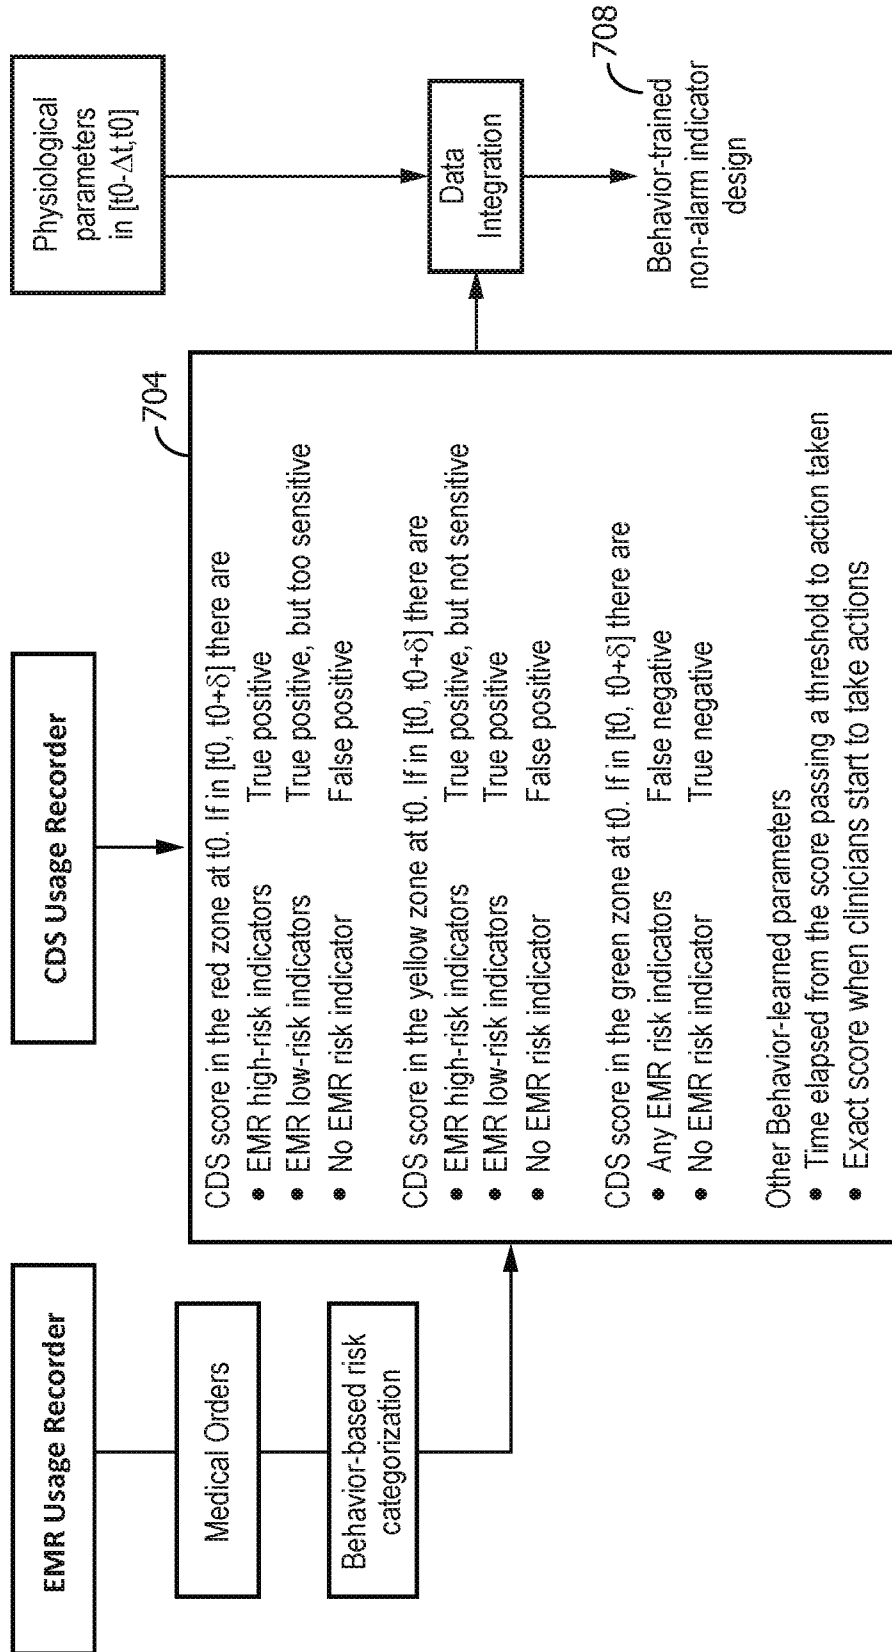 EMR Usage Recorder
Medical Orders
Behavior-based risk
categorization
CDS Usage Recorder
704
CDS score in the red zone at t0. If in [t0, t0+δ] there are
• EMR high-risk indicators True positive
• EMR low-risk indicators True positive, but too sensitive
• No EMR risk indicator False positive
CDS score in the yellow zone at t0. If in [t0, t0+δ] there are
• EMR high-risk indicators True positive, but not sensitive
• EMR low-risk indicators True positive
• No EMR risk indicator False positive
CDS score in the green zone at t0. If in [t0, t0+δ] there are
• Any EMR risk indicators False negative
• No EMR risk indicator True negative
Other Behavior-learned parameters
• Time elapsed from the score passing a threshold to action taken
• Exact score when clinicians start to take actions
Physiological
parameters
in [t0-Δt,t0]
Data
Integration
708
Behavior-trained
non-alarm indicator
design